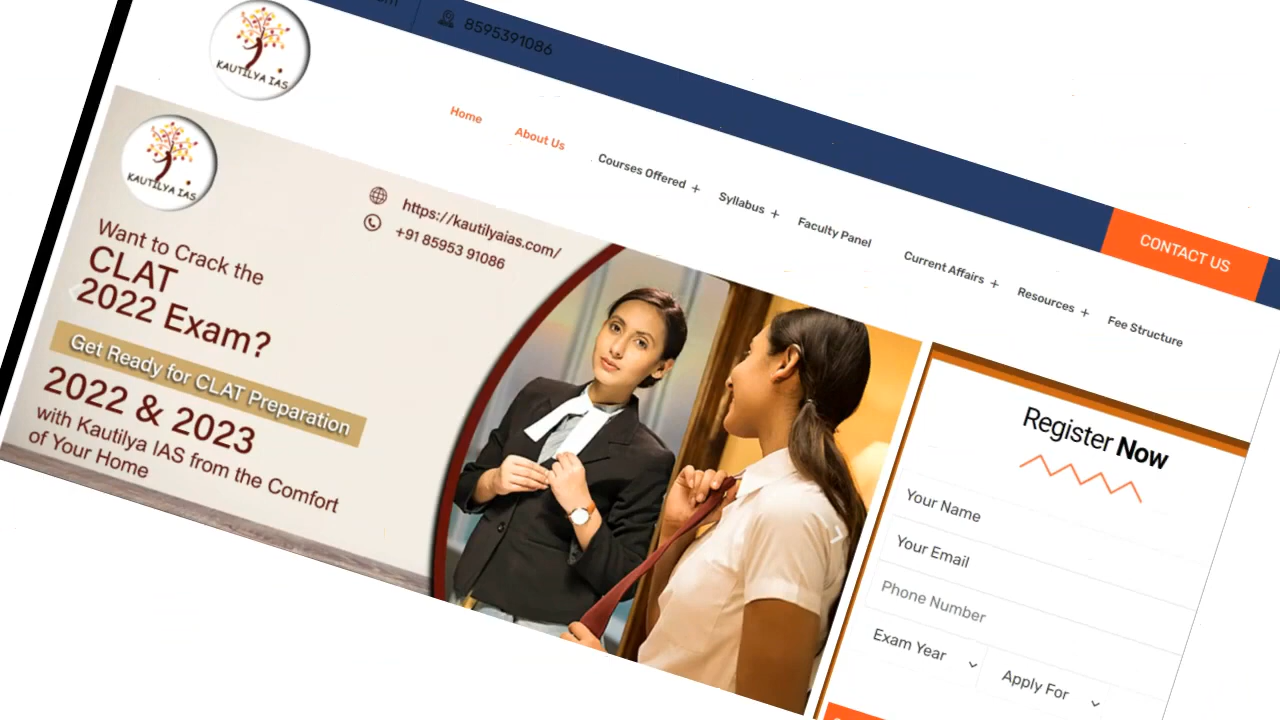 8595391086
KAUTILYA IAS
Home
About Us
Courses Offered +
Syllabus +
Faculty Panel
Current Affairs +
Resources +
Fee Structure
CONTACT US
KAUTILYA IAS
https://kautilyaias.com/
+91 85953 91086
Want to Crack the
CLAT
2022 Exam?
Get Ready for CLAT Preparation
2022 & 2023
with Kautilya IAS from the Comfort
of Your Home
Register Now
Your Name
Your Email
Phone Number
Exam Year
Apply For